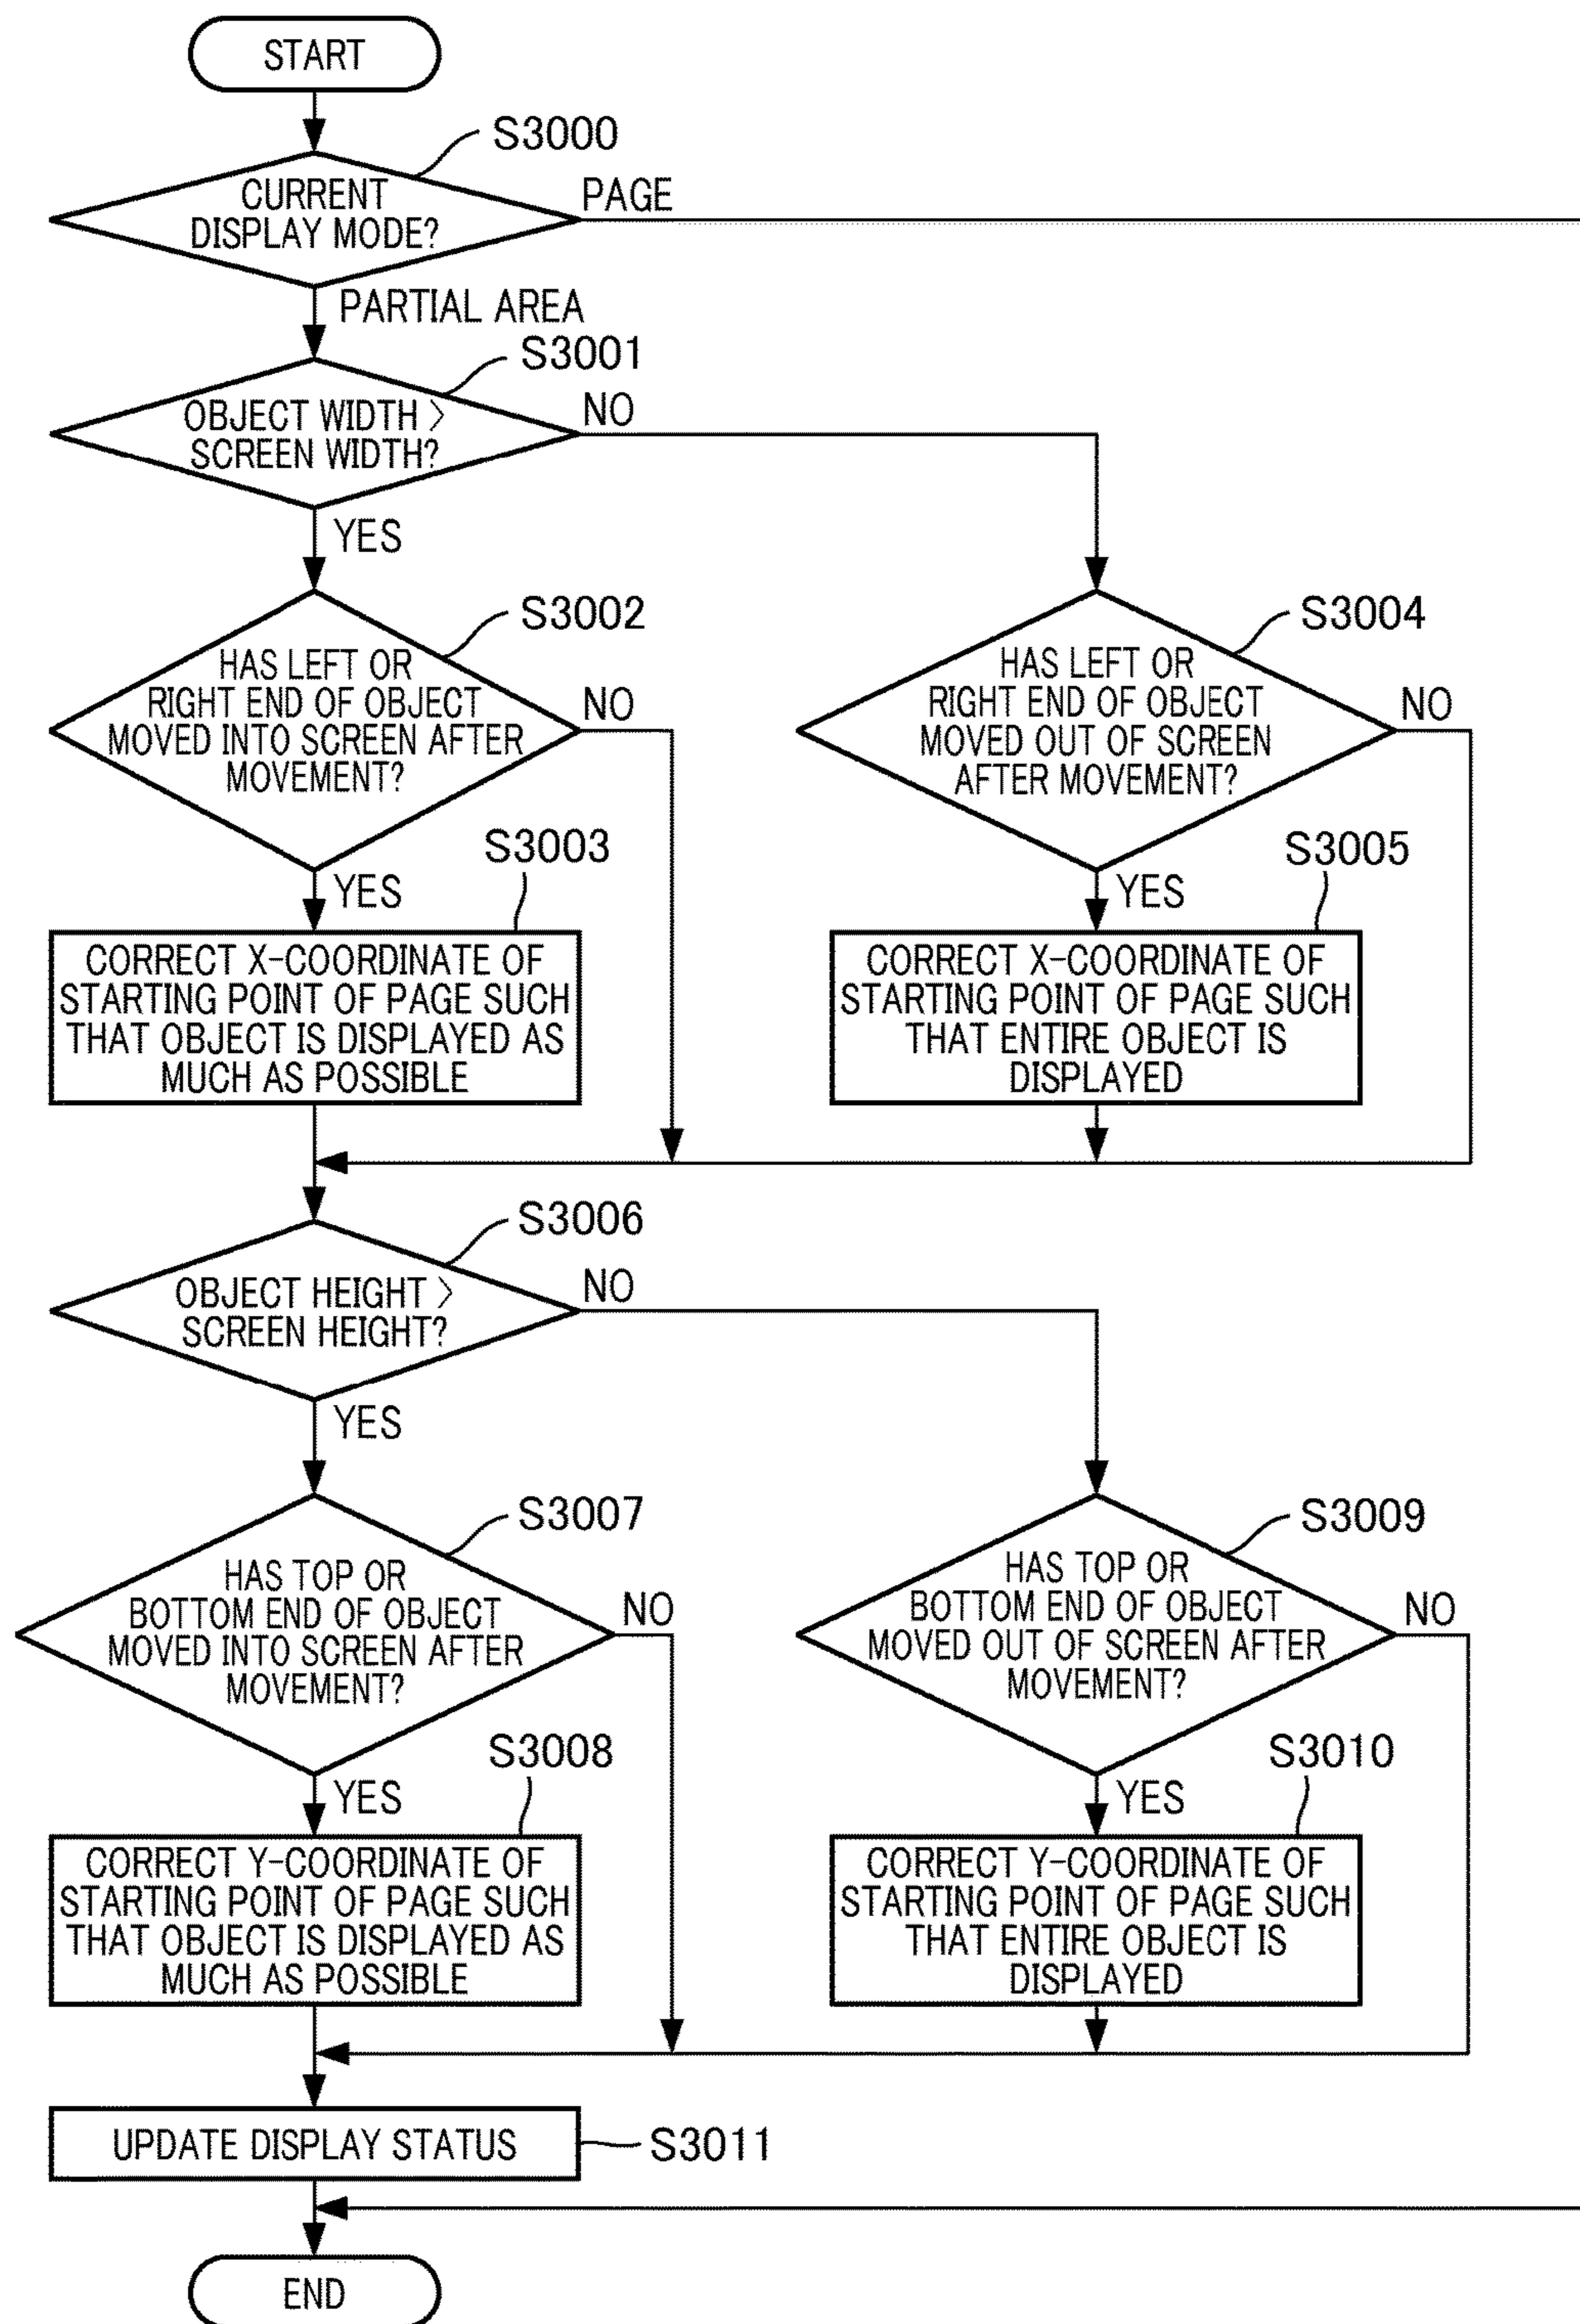 START
S3000
CURRENT
DISPLAY MODE?
PAGE
PARTIAL AREA
S3001
OBJECT WIDTH >
SCREEN WIDTH?
NO
YES
S3002
HAS LEFT OR
RIGHT END OF OBJECT
MOVED INTO SCREEN AFTER
MOVEMENT?
NO
S3004
HAS LEFT OR
RIGHT END OF OBJECT
MOVED OUT OF SCREEN
AFTER MOVEMENT?
NO
YES
S3003
CORRECT X-COORDINATE OF
STARTING POINT OF PAGE SUCH
THAT OBJECT IS DISPLAYED AS
MUCH AS POSSIBLE
YES
S3005
CORRECT X-COORDINATE OF
STARTING POINT OF PAGE SUCH
THAT ENTIRE OBJECT IS
DISPLAYED
S3006
OBJECT HEIGHT >
SCREEN HEIGHT?
NO
YES
S3007
HAS TOP OR
BOTTOM END OF OBJECT
MOVED INTO SCREEN AFTER
MOVEMENT?
NO
S3009
HAS TOP OR
BOTTOM END OF OBJECT
MOVED OUT OF SCREEN AFTER
MOVEMENT?
NO
YES
S3008
CORRECT Y-COORDINATE OF
STARTING POINT OF PAGE SUCH
THAT OBJECT IS DISPLAYED AS
MUCH AS POSSIBLE
YES
S3010
CORRECT Y-COORDINATE OF
STARTING POINT OF PAGE SUCH
THAT ENTIRE OBJECT IS
DISPLAYED
UPDATE DISPLAY STATUS
S3011
END